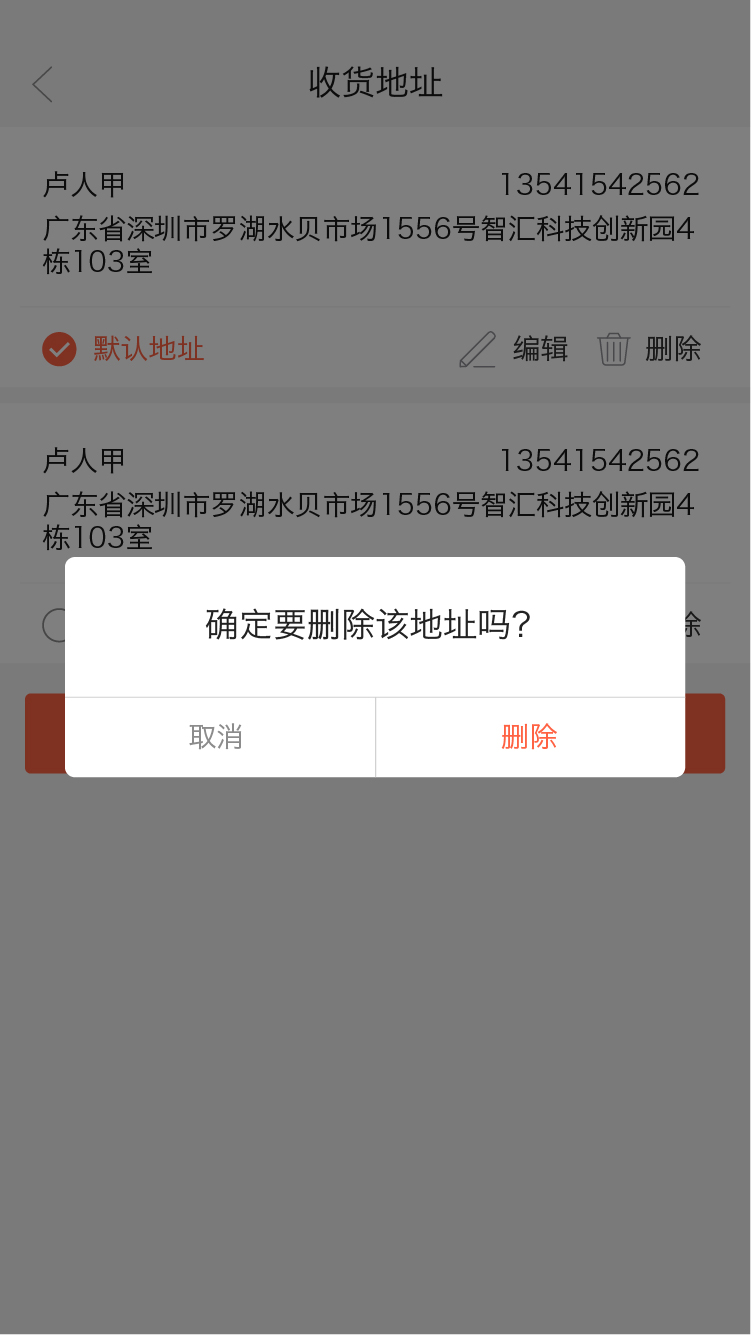 收货地址
卢人甲 13541542562
广东省深圳市罗湖水贝市场1556号智汇科技创新园4
栋103室
默认地址 编辑 删除
卢人甲 13541542562
广东省深圳市罗湖水贝市场1556号智汇科技创新园4
栋103室
除
确定要删除该地址吗?
取消 删除